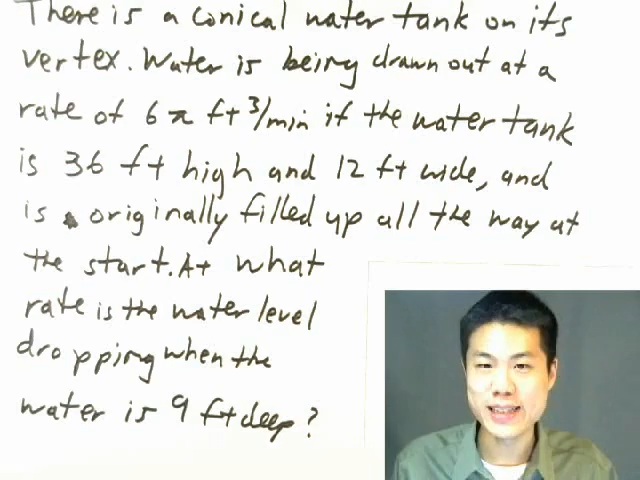 There is a conical water tank on its
vertex. Water is being drawn out at a
rate of 6π ft³/min if the water tank
is 36 ft high and 12 ft wide, and
is originally filled up all the way at
the start. At what
rate is the water level
dropping when the
water is 9 ft deep?